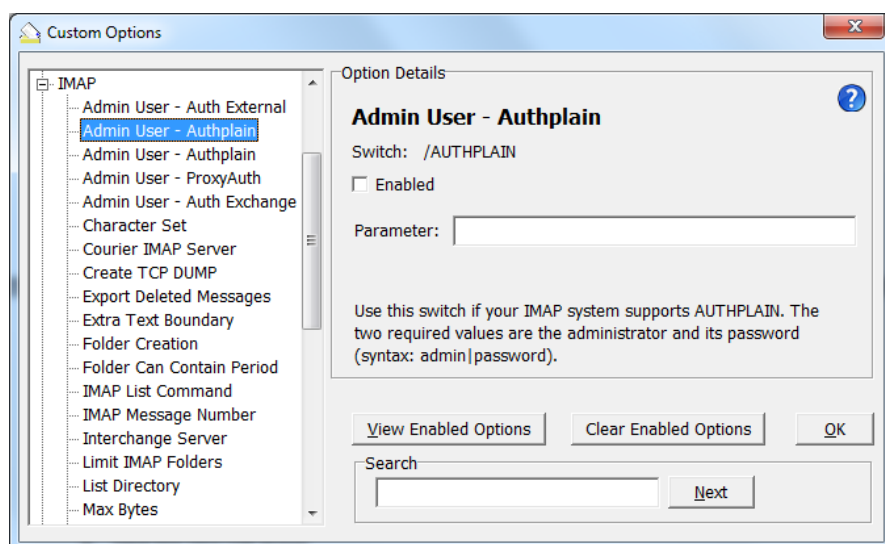 Custom Options
IMAP
Admin User - Auth External
Admin User - Authplain
Admin User - Authplain
Admin User - ProxyAuth
Admin User - Auth Exchange
Character Set
Courier IMAP Server
Create TCP DUMP
Export Deleted Messages
Extra Text Boundary
Folder Creation
Folder Can Contain Period
IMAP List Command
IMAP Message Number
Interchange Server
Limit IMAP Folders
List Directory
Max Bytes
Option Details
?
Admin User - Authplain
Switch: /AUTHPLAIN
Enabled
Parameter:
Use this switch if your IMAP system supports AUTHPLAIN. The
two required values are the administrator and its password
(syntax: admin|password).
View Enabled Options
Clear Enabled Options
OK
Search
Next